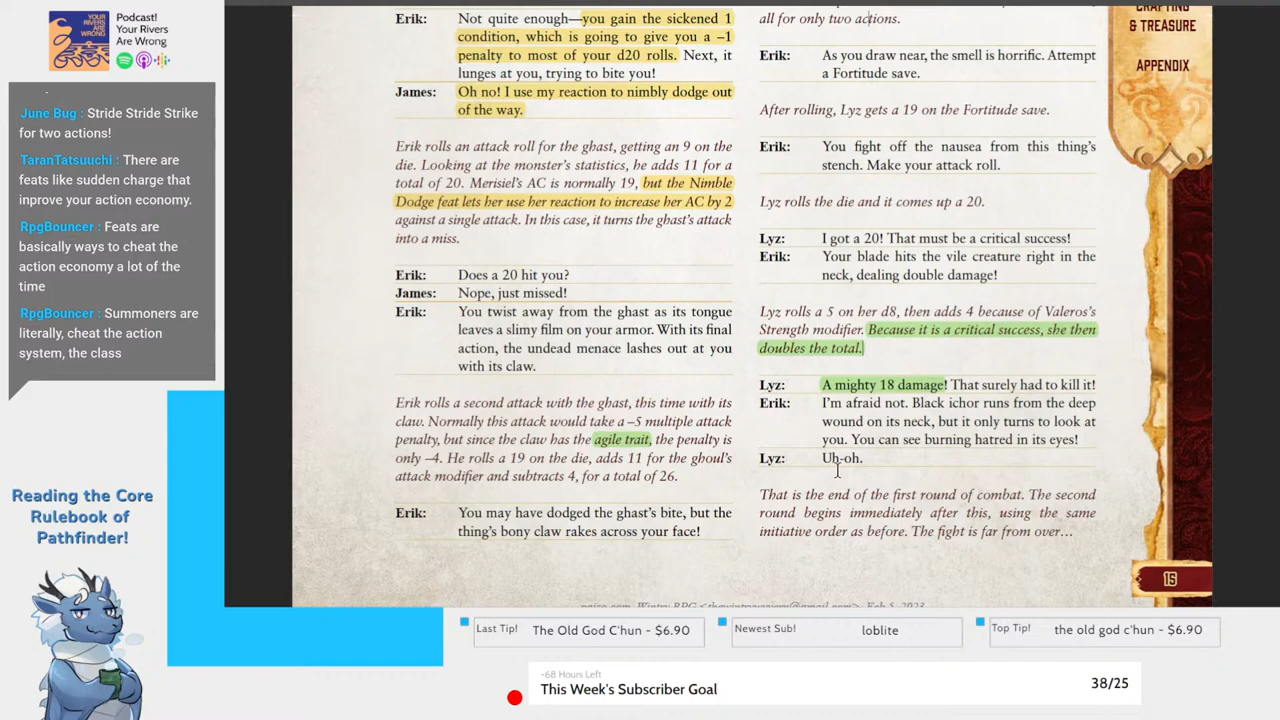 Podcast!
Your Rivers
Are Wrong
YOUR
RIVERS
ARE
WRONG
June Bug : Stride Stride Strike
for two actions!
TaranTatsuuchi : There are
feats like sudden charge that
inprove your action economy.
RpgBouncer : Feats are
basically ways to cheat the
action economy a lot of the
time
RpgBouncer : Summoners are
literally, cheat the action
system, the class
Reading the Core
Rulebook of
Pathfinder!
Erik: Not quite enough—you gain the sickened 1
condition, which is going to give you a –1
penalty to most of your d20 rolls. Next, it
lunges at you, trying to bite you!
James: Oh no! I use my reaction to nimbly dodge out
of the way.
Erik rolls an attack roll for the ghast, getting an 9 on the
die. Looking at the monster's statistics, he adds 11 for a
total of 20. Merisiel's AC is normally 19, but the Nimble
Dodge feat lets her use her reaction to increase her AC by 2
against a single attack. In this case, it turns the ghast's attack
into a miss.
Erik: Does a 20 hit you?
James: Nope, just missed!
Erik: You twist away from the ghast as its tongue
leaves a slimy film on your armor. With its final
action, the undead menace lashes out at you
with its claw.
Erik rolls a second attack with the ghast, this time with its
claw. Normally this attack would take a –5 multiple attack
penalty, but since the claw has the agile trait, the penalty is
only –4. He rolls a 19 on the die, adds 11 for the ghoul's
attack modifier and subtracts 4, for a total of 26.
Erik: You may have dodged the ghast's bite, but the
thing's bony claw rakes across your face!
all for only two actions.
Erik: As you draw near, the smell is horrific. Attempt
a Fortitude save.
After rolling, Lyz gets a 19 on the Fortitude save.
Erik: You fight off the nausea from this thing's
stench. Make your attack roll.
Lyz rolls the die and it comes up a 20.
Lyz: I got a 20! That must be a critical success!
Erik: Your blade hits the vile creature right in the
neck, dealing double damage!
Lyz rolls a 5 on her d8, then adds 4 because of Valeros's
Strength modifier. Because it is a critical success, she then
doubles the total.
Lyz: A mighty 18 damage! That surely had to kill it!
Erik: I'm afraid not. Black ichor runs from the deep
wound on its neck, but it only turns to look at
you. You can see burning hatred in its eyes!
Lyz: Uh-oh.
That is the end of the first round of combat. The second
round begins immediately after this, using the same
initiative order as before. The fight is far from over…
CRAFTING
& TREASURE
APPENDIX
15
Last Tip! The Old God C'hun - $6.90
Newest Sub! loblite
Top Tip! the old god c'hun - $6.90
-68 Hours Left
This Week's Subscriber Goal
38/25